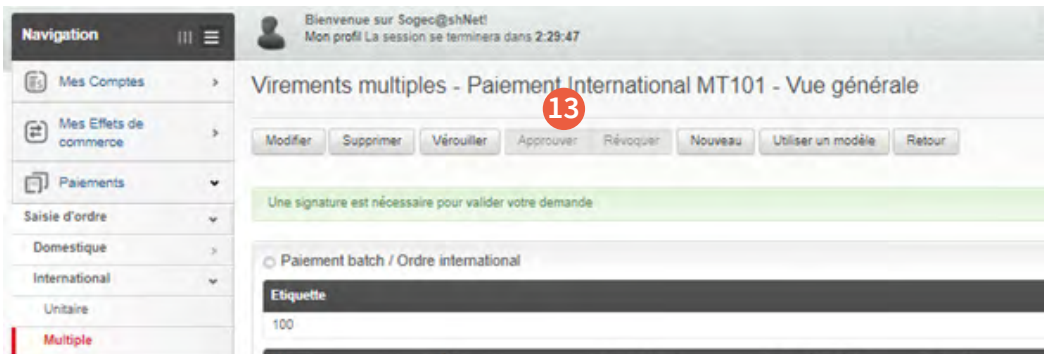 Navigation
Bienvenue sur Sogec@shNet!
Mon profil La session se terminera dans 2:29:47
Mes Comptes
Mes Effets de
commerce
Paiements
Saisie d'ordre
Domestique
International
Unitaire
Multiple
Virements multiples - Paiement International MT101 - Vue générale
13
Modifier Supprimer Vérouiller Approuver Révoquer Nouveau Utiliser un modèle Retour
Une signature est nécessaire pour valider votre demande
Paiement batch / Ordre international
Etiquette
100